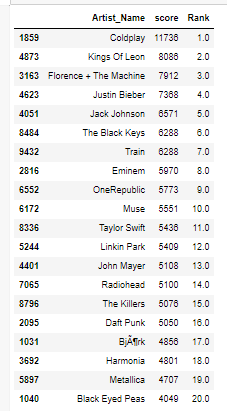 Artist_Name score Rank
1859 Coldplay 11736 1.0
4873 Kings Of Leon 8086 2.0
3163 Florence + The Machine 7912 3.0
4623 Justin Bieber 7368 4.0
4051 Jack Johnson 6571 5.0
8484 The Black Keys 6288 6.0
9432 Train 6288 7.0
2816 Eminem 5970 8.0
6552 OneRepublic 5773 9.0
6172 Muse 5551 10.0
8336 Taylor Swift 5436 11.0
5244 Linkin Park 5409 12.0
4401 John Mayer 5108 13.0
7065 Radiohead 5100 14.0
8796 The Killers 5076 15.0
2095 Daft Punk 5050 16.0
1031 BjÃ¶rk 4856 17.0
3692 Harmonia 4801 18.0
5897 Metallica 4707 19.0
1040 Black Eyed Peas 4049 20.0